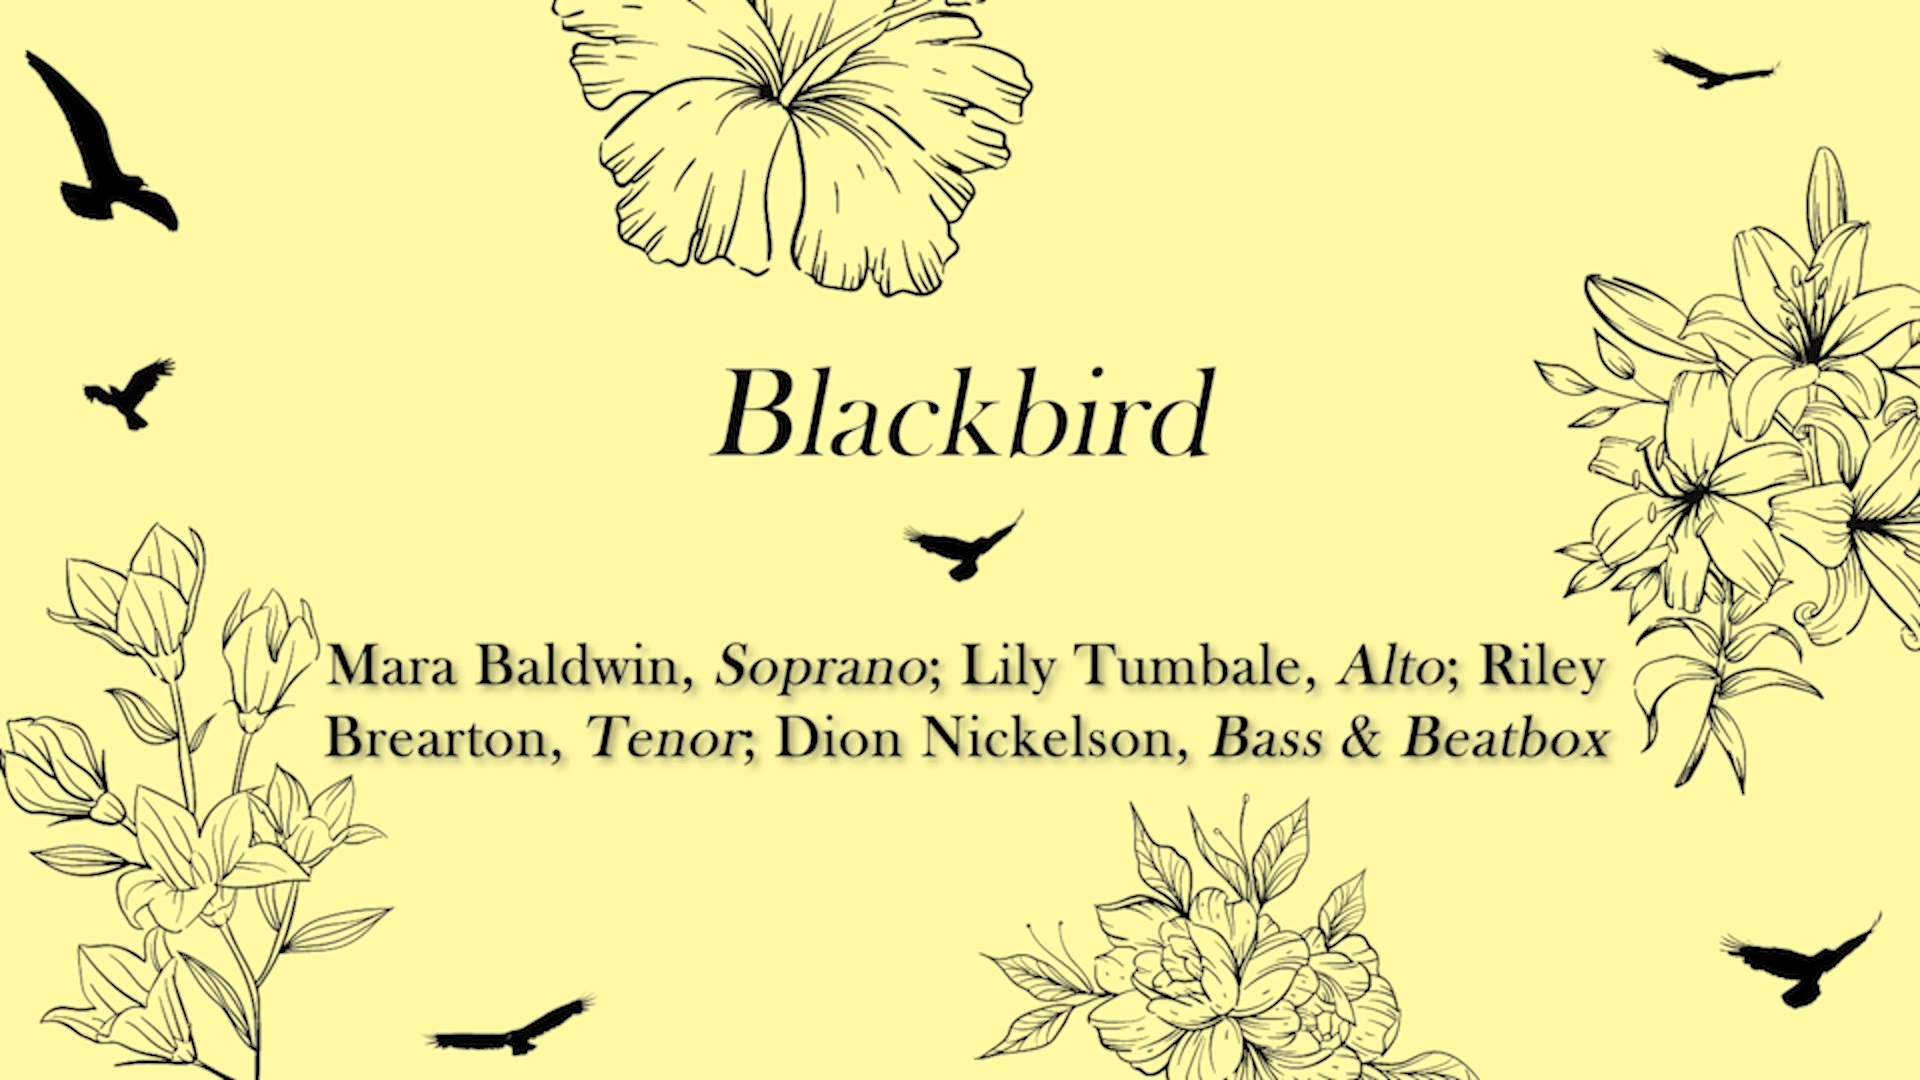 Blackbird
Mara Baldwin, Soprano; Lily Tumbale, Alto; Riley
Brearton, Tenor; Dion Nickelson, Bass & Beatbox